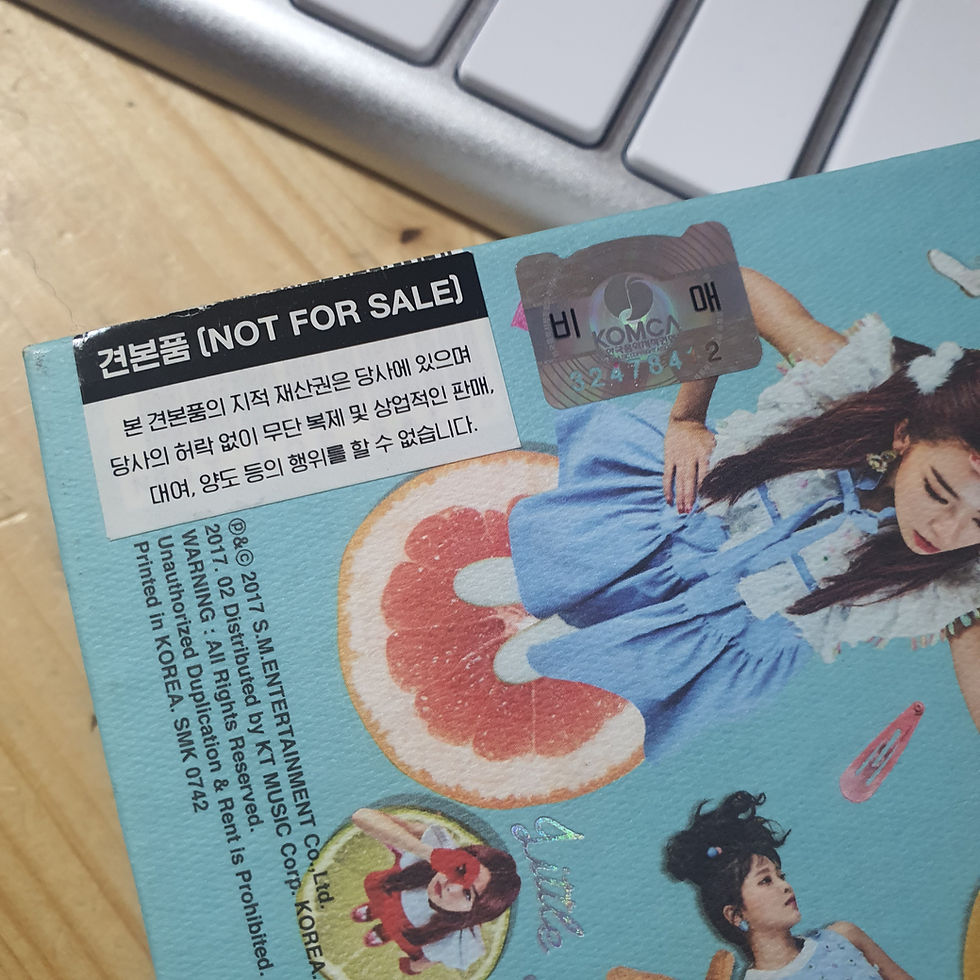 견본품 (NOT FOR SALE)
본 견본품의 지적 재산권은 당사에 있으며
당사의 허락 없이 무단 복제 및 상업적인 판매,
대여, 양도 등의 행위를 할 수 없습니다.
비 매
KOMCA
324784-2
ⓟ&ⓒ 2017 S.M.ENTERTAINMENT Co.,Ltd.
2017. 02 Distributed by KT MUSIC Corp. KOREA.
WARNING : All Rights Reserved.
Unauthorized Duplication & Rent is Prohibited.
Printed in KOREA. SMK 0742
Little